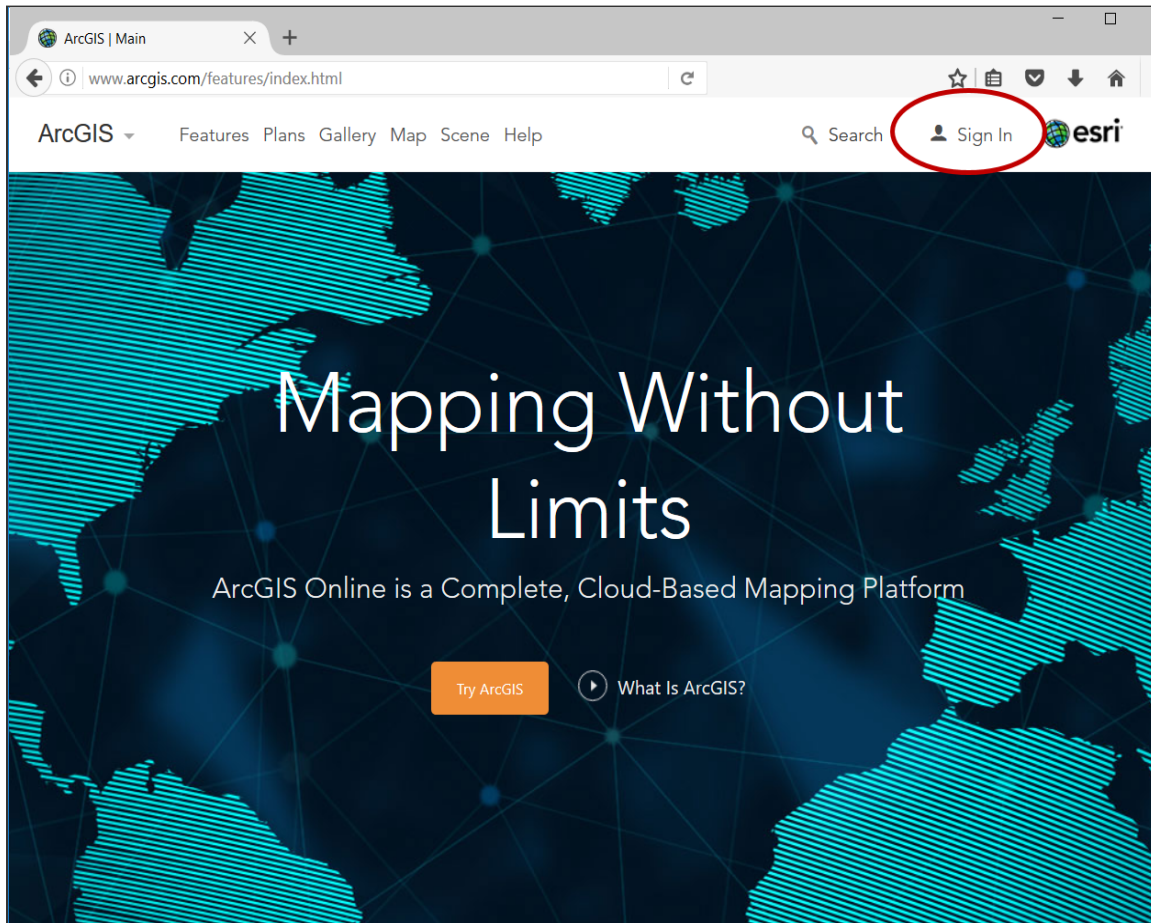 ArcGIS | Main
www.arcgis.com/features/index.html
ArcGIS Features Plans Gallery Map Scene Help Search Sign In esri
Mapping Without
Limits
ArcGIS Online is a Complete, Cloud-Based Mapping Platform
Try ArcGIS What Is ArcGIS?